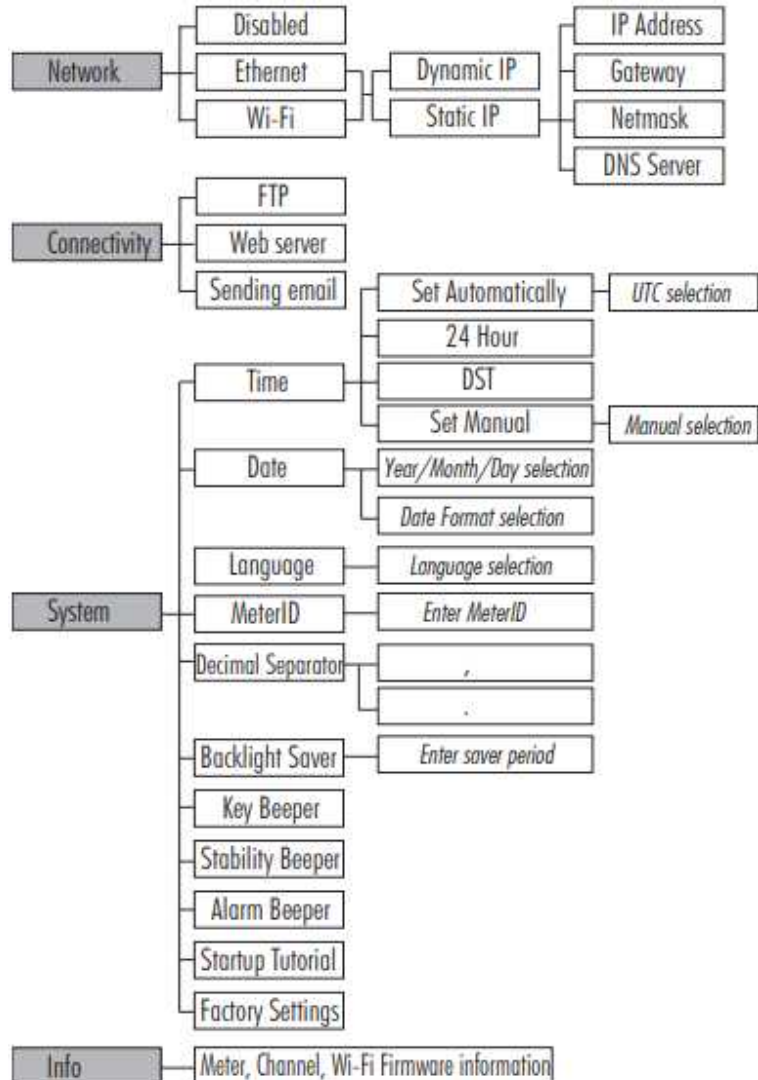 Network
Disabled
Ethernet
Wi-Fi
Dynamic IP
Static IP
IP Address
Gateway
Netmask
DNS Server
Connectivity
FTP
Web server
Sending email
System
Time
Set Automatically
UTC selection
24 Hour
DST
Set Manual
Manual selection
Date
Year/Month/Day selection
Date Format selection
Language
Language selection
MeterID
Enter MeterID
Decimal Separator
,
.
Backlight Saver
Enter saver period
Key Beeper
Stability Beeper
Alarm Beeper
Startup Tutorial
Factory Settings
Info
Meter, Channel, Wi-Fi Firmware information